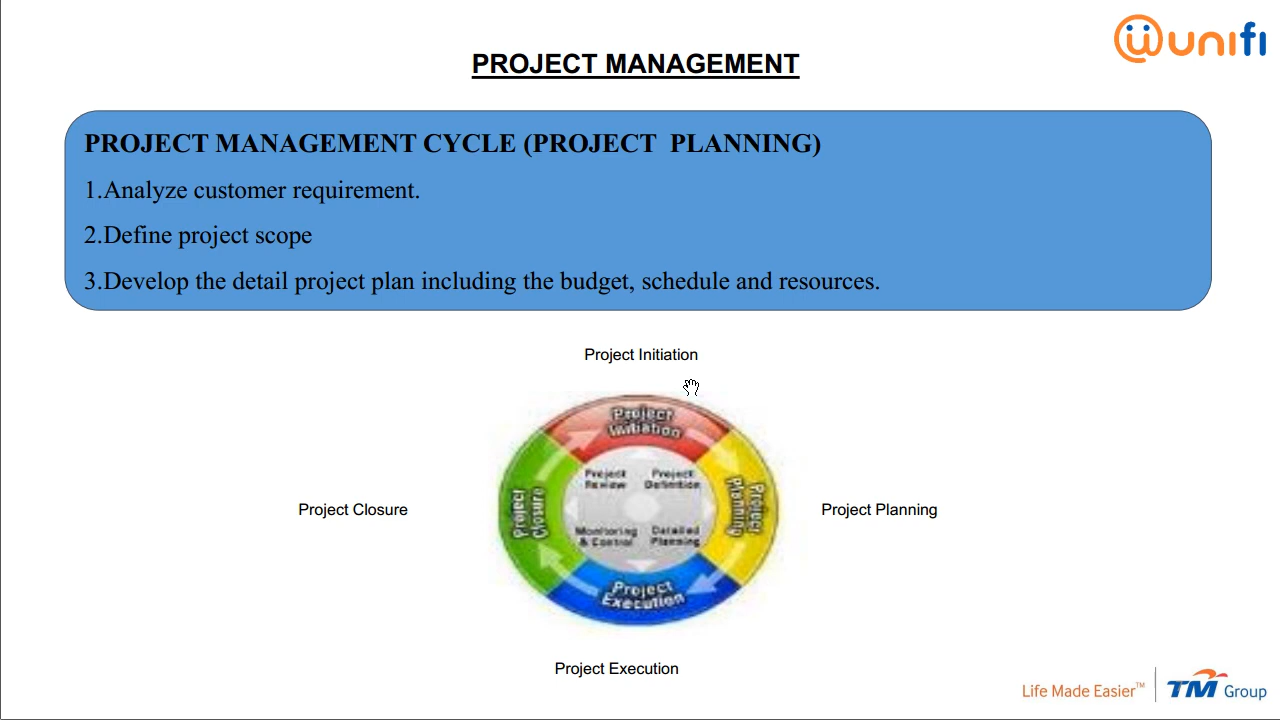 unifi
PROJECT MANAGEMENT
PROJECT MANAGEMENT CYCLE (PROJECT  PLANNING)
1.Analyze customer requirement.
2.Define project scope
3.Develop the detail project plan including the budget, schedule and resources.
Project Initiation
Project
Initiation
Project
Review
Project
Definition
Project Closure
Project
Closure
Project
Planning
Project Planning
Monitoring
& Control
Detailed
Planning
Project
Execution
Project Execution
Life Made Easier™
TM Group